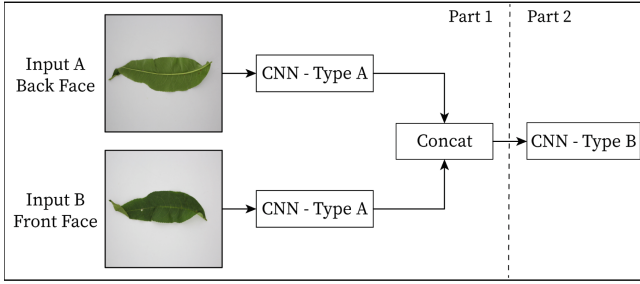 Part 1
Part 2
Input A
Back Face
CNN - Type A
Concat
CNN - Type B
Input B
Front Face
CNN - Type A